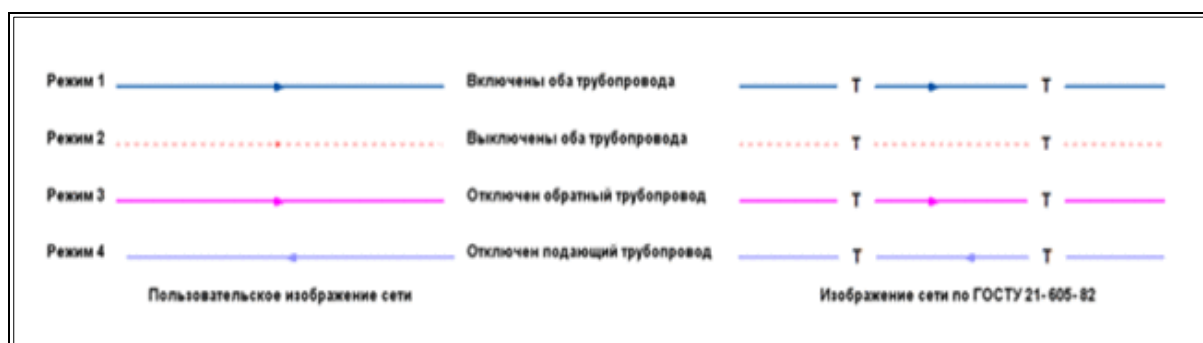 Режим 1 Включены оба трубопровода Т Т
Режим 2 Выключены оба трубопровода Т Т
Режим 3 Отключен обратный трубопровод Т Т
Режим 4 Отключен подающий трубопровод Т Т
Пользовательское изображение сети Изображение сети по ГОСТУ 21-605-82